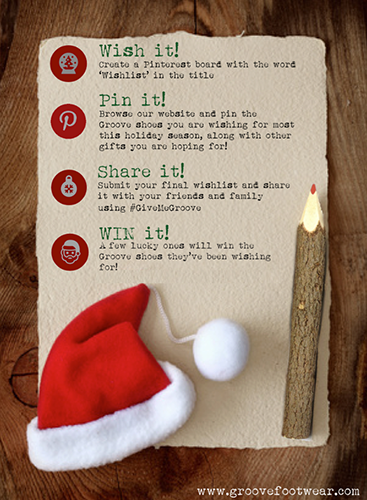 Wish it!
Create a Pinterest board with the word
'Wishlist' in the title
Pin it!
Browse our website and pin the
Groove shoes you are wishing for most
this holiday season, along with other
gifts you are hoping for!
Share it!
Submit your final wishlist and share
it with your friends and family
using #GiveMeGroove
WIN it!
A few lucky ones will win the
Groove shoes they've been wishing
for!
www.groovefootwear.com